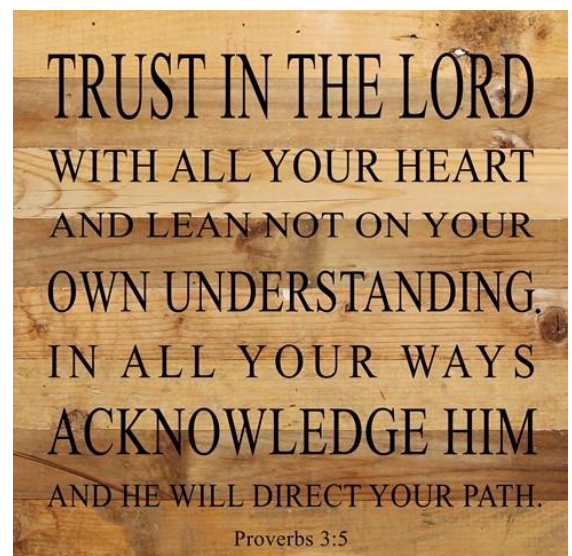 TRUST IN THE LORD
WITH ALL YOUR HEART
AND LEAN NOT ON YOUR
OWN UNDERSTANDING.
IN ALL YOUR WAYS
ACKNOWLEDGE HIM
AND HE WILL DIRECT YOUR PATH.
Proverbs 3:5